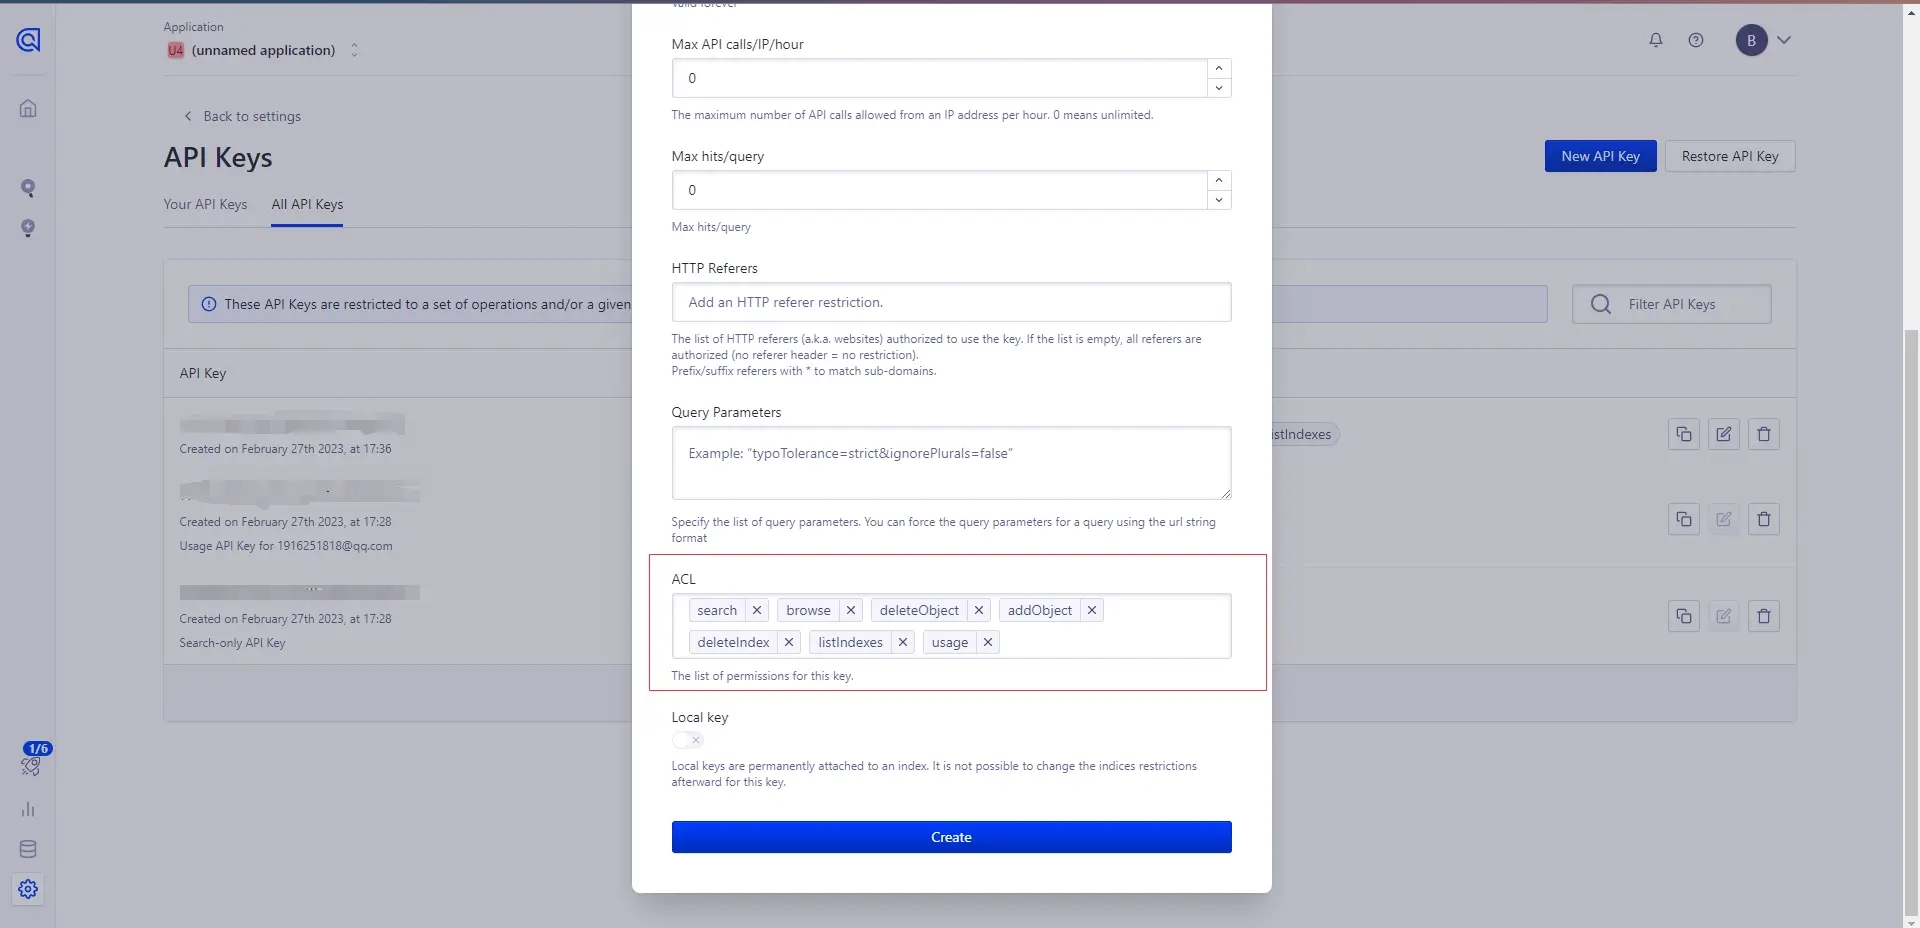 Application
U4 (unnamed application)
B
Back to settings
API Keys
New API Key
Restore API Key
Your API Keys
All API Keys
These API Keys are restricted to a set of operations and/or a given
Filter API Keys
API Key
Created on February 27th 2023, at 17:36
istIndexes
Created on February 27th 2023, at 17:28
Usage API Key for 1916251818@qq.com
Created on February 27th 2023, at 17:28
Search-only API Key
1/6
Valid forever
Max API calls/IP/hour
0
The maximum number of API calls allowed from an IP address per hour. 0 means unlimited.
Max hits/query
0
Max hits/query
HTTP Referers
Add an HTTP referer restriction.
The list of HTTP referers (a.k.a. websites) authorized to use the key. If the list is empty, all referers are
authorized (no referer header = no restriction).
Prefix/suffix referers with * to match sub-domains.
Query Parameters
Example: "typoTolerance=strict&ignorePlurals=false"
Specify the list of query parameters. You can force the query parameters for a query using the url string
format
ACL
search browse deleteObject addObject
deleteIndex listIndexes usage
The list of permissions for this key.
Local key
Local keys are permanently attached to an index. It is not possible to change the indices restrictions
afterward for this key.
Create